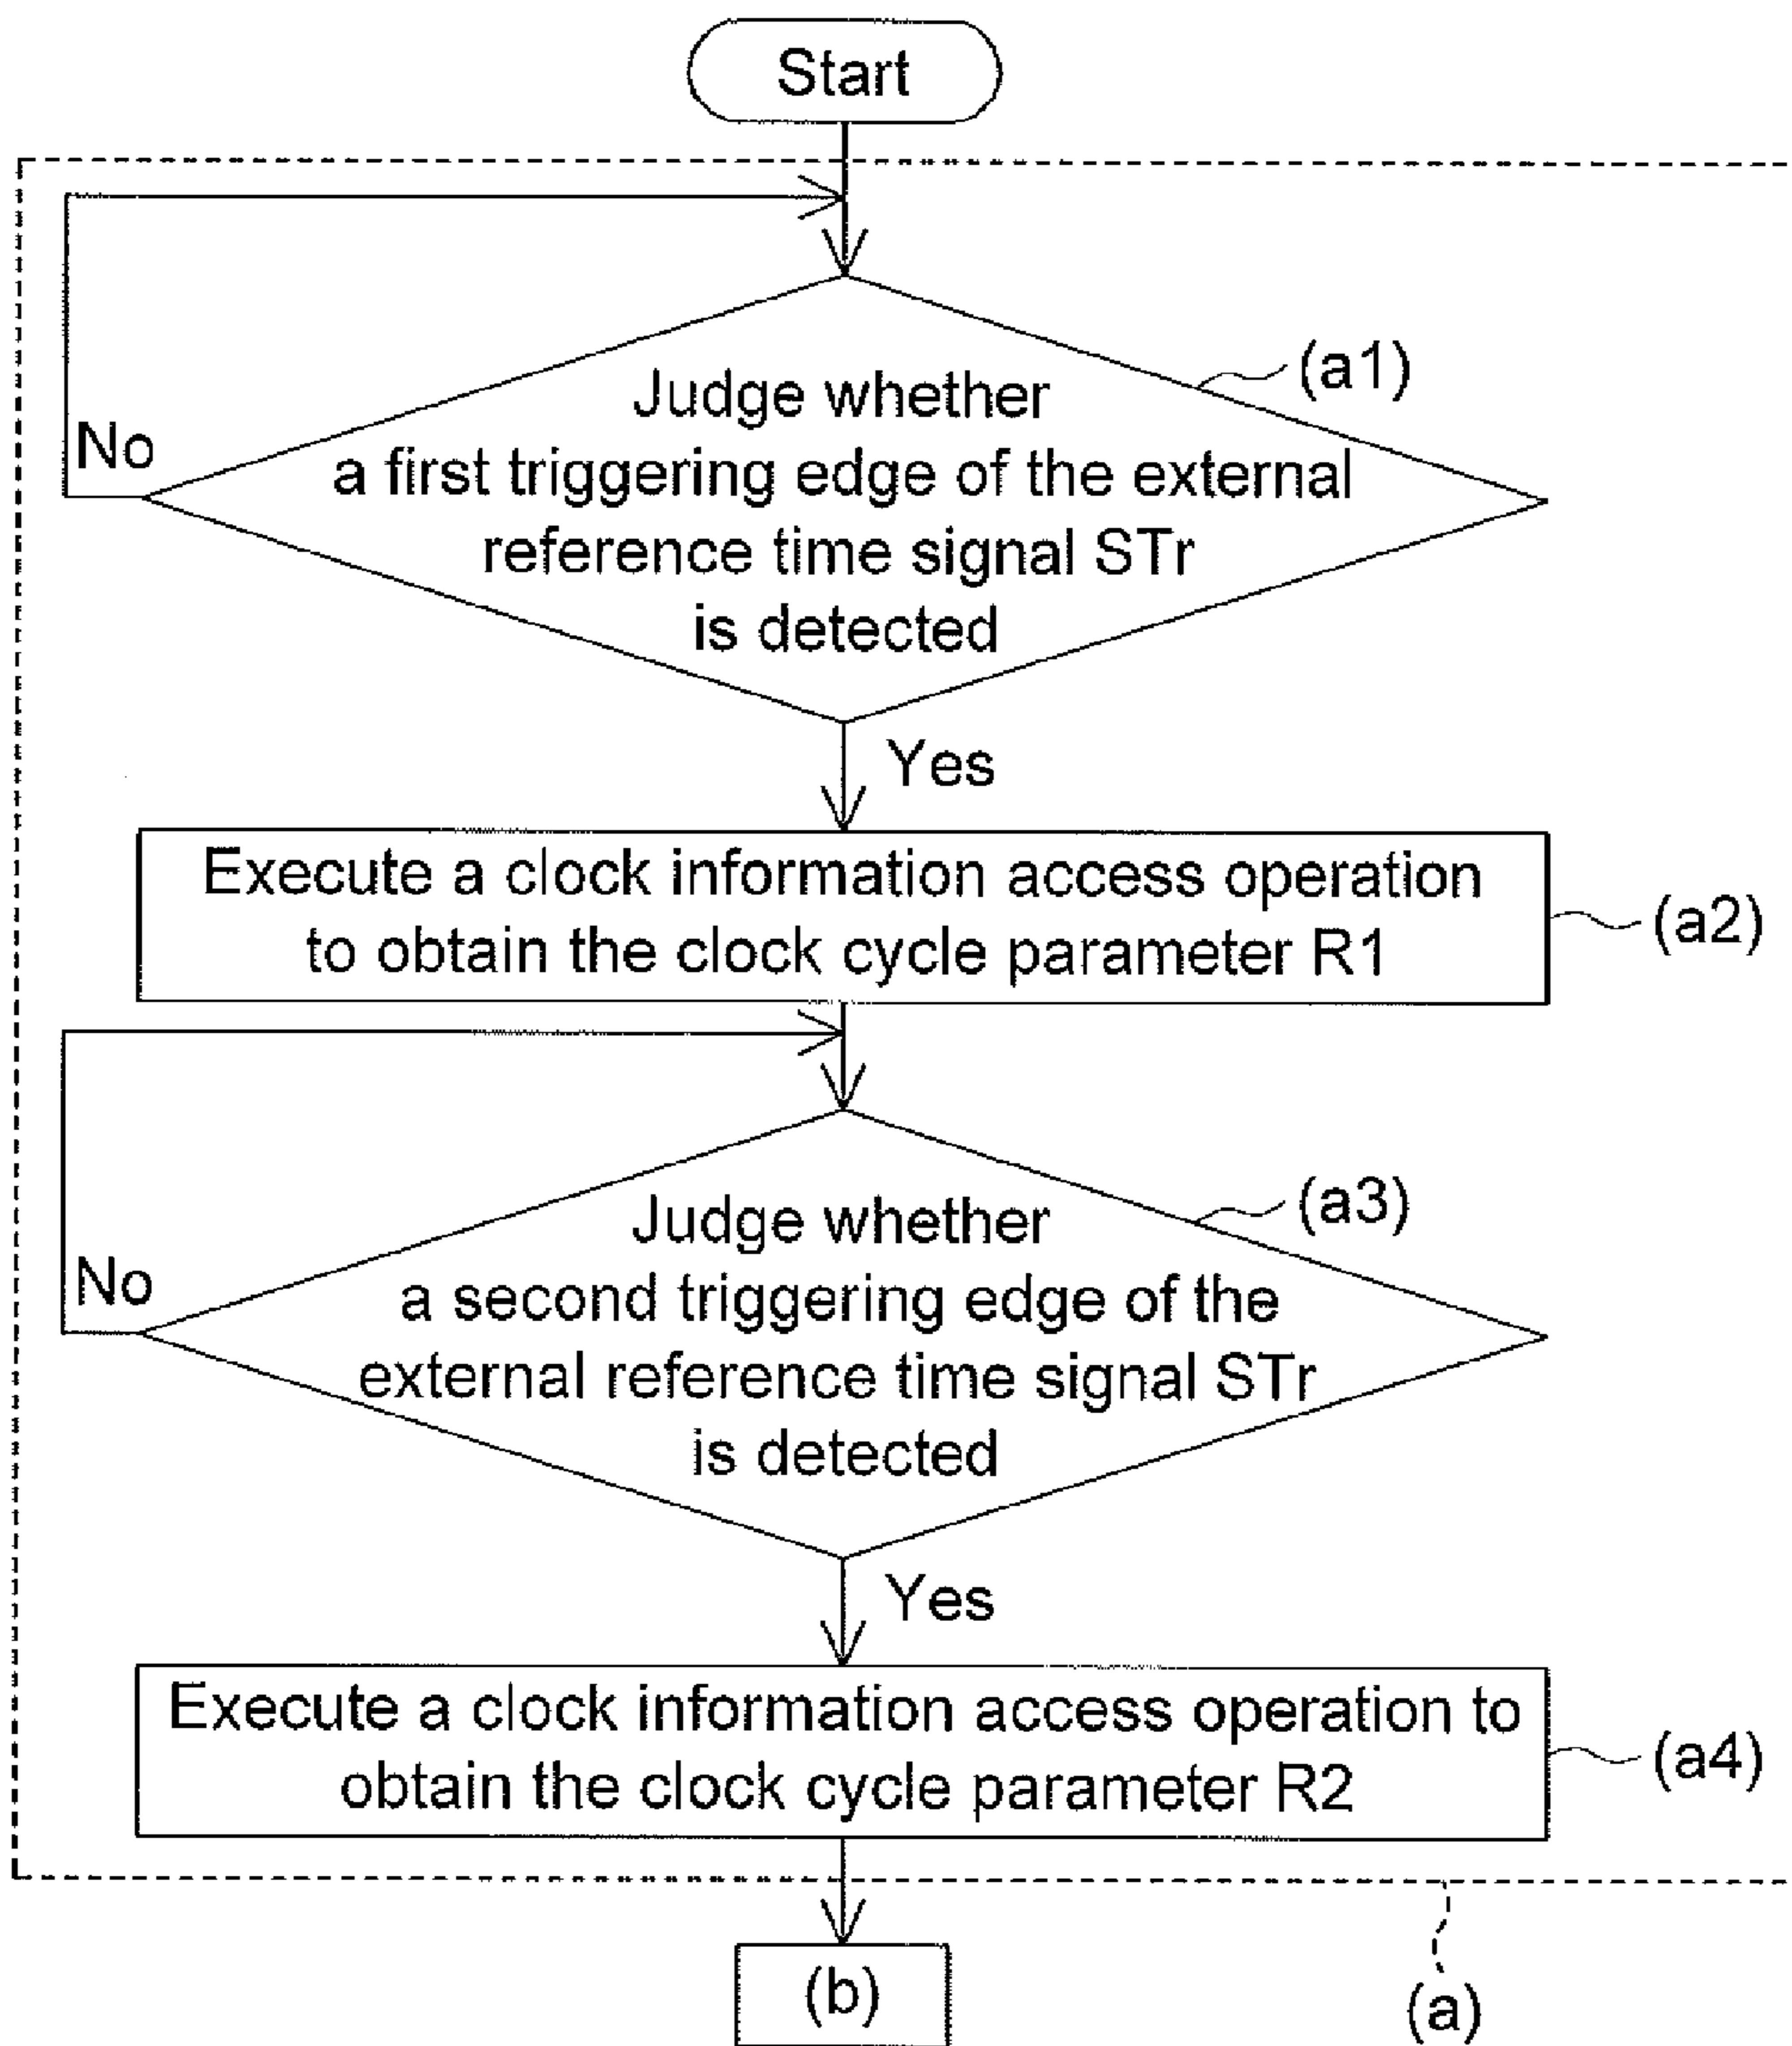 Start
Judge whether
a first triggering edge of the external
reference time signal STr
is detected
(a1)
No
Yes
Execute a clock information access operation
to obtain the clock cycle parameter R1
(a2)
Judge whether
a second triggering edge of the
external reference time signal STr
is detected
(a3)
No
Yes
Execute a clock information access operation to
obtain the clock cycle parameter R2
(a4)
(b)
(a)